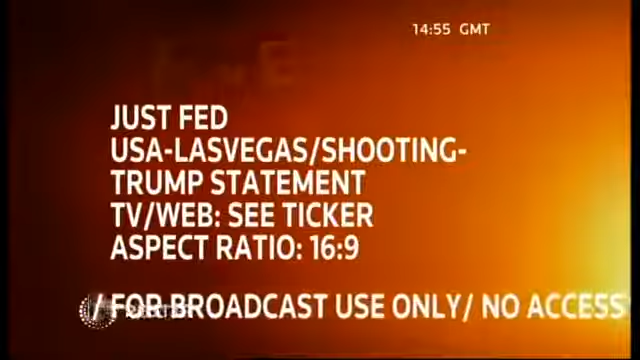 14:55 GMT
JUST FED
USA-LASVEGAS/SHOOTING-
TRUMP STATEMENT
TV/WEB: SEE TICKER
ASPECT RATIO: 16:9
/ FOR BROADCAST USE ONLY/ NO ACCESS